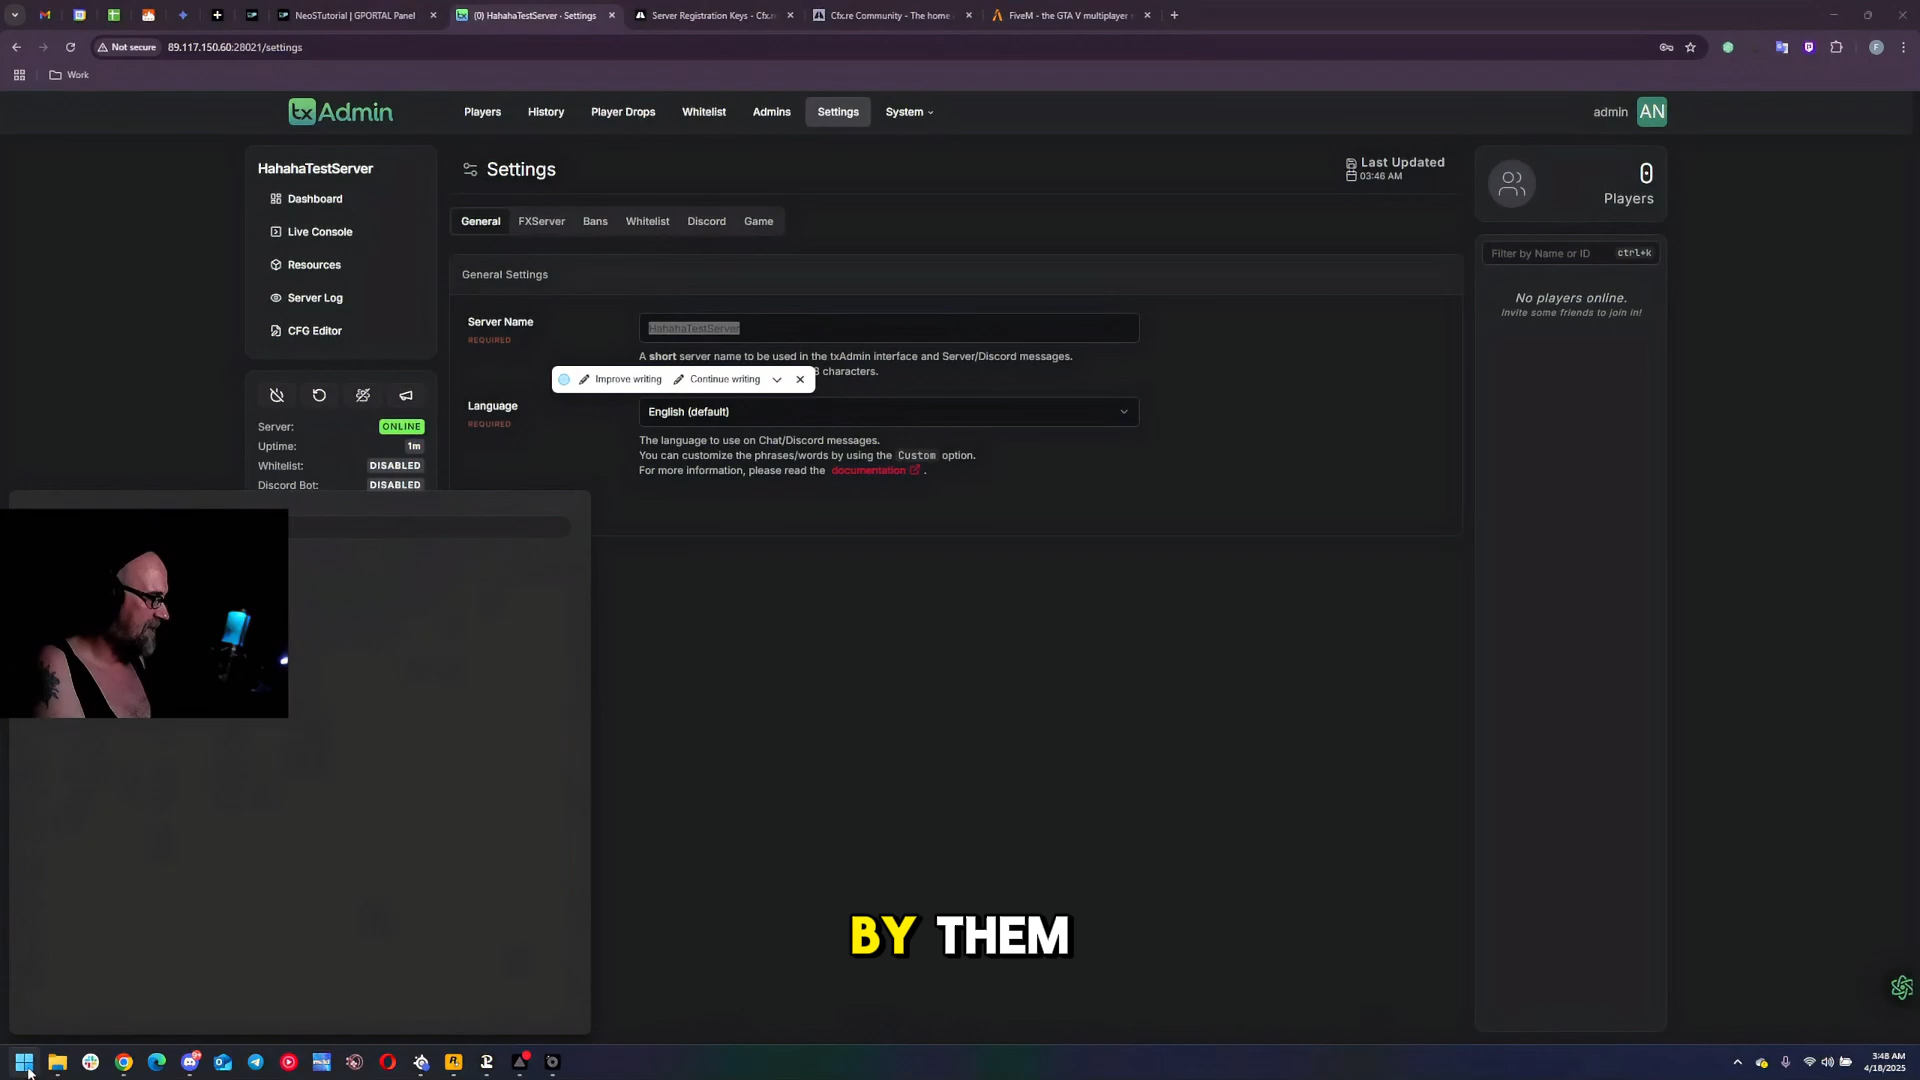 NeoSTutorial | GPORTAL Panel
(0) HahahaTestServer · Settings
Server Registration Keys - Cfx.re
Cfx.re Community - The home
FiveM - the GTA V multiplayer
Not secure
89.117.150.60:28021/settings
F
Work
tx Admin
Players
History
Player Drops
Whitelist
Admins
Settings
System
admin
AN
HahahaTestServer
Dashboard
Live Console
Resources
Server Log
CFG Editor
Server:
ONLINE
Uptime:
1m
Whitelist:
DISABLED
Discord Bot:
DISABLED
Settings
Last Updated
03:46 AM
General
FXServer
Bans
Whitelist
Discord
Game
General Settings
Server Name
REQUIRED
HahahaTestServer
A short server name to be used in the txAdmin interface and Server/Discord messages.
characters.
Improve writing
Continue writing
Language
REQUIRED
English (default)
The language to use on Chat/Discord messages.
You can customize the phrases/words by using the Custom option.
For more information, please read the documentation .
0
Players
Filter by Name or ID
ctrl+k
No players online.
Invite some friends to join in!
BY THEM
3:48 AM
4/18/2025